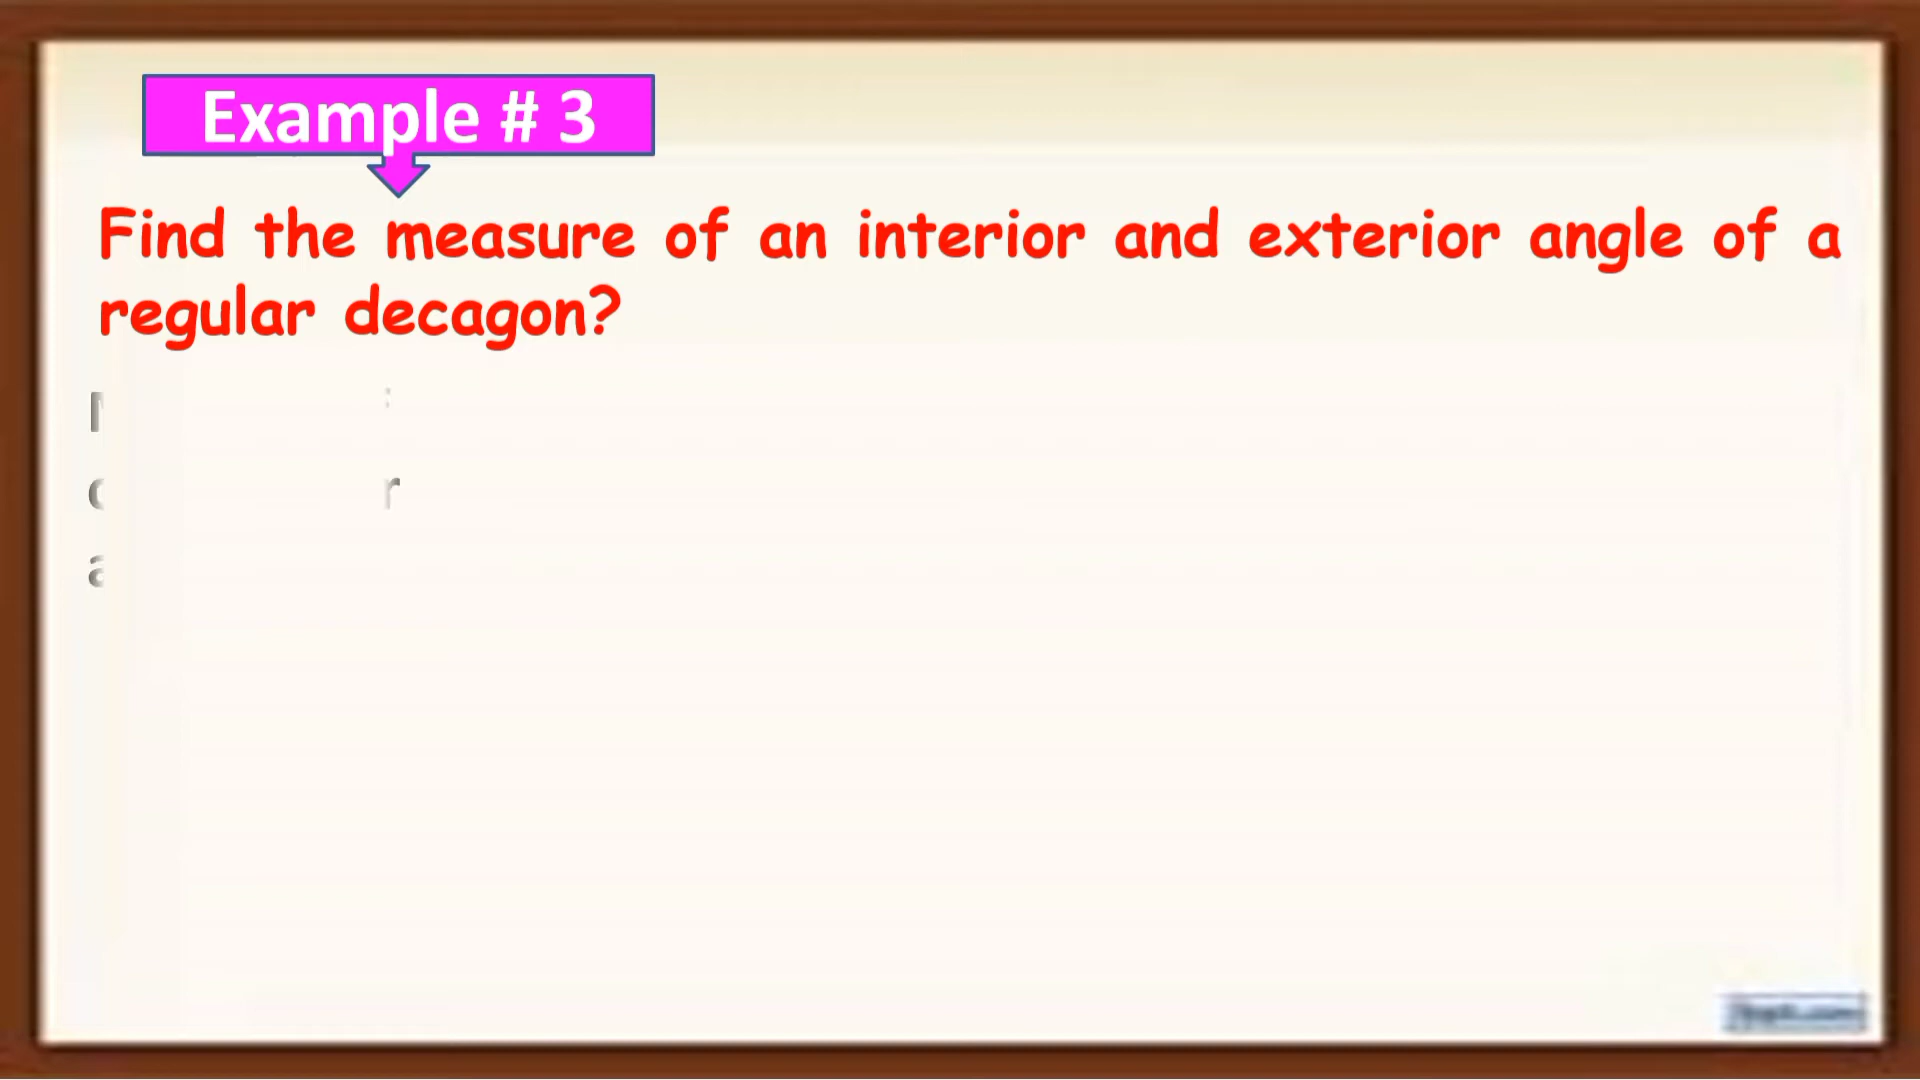 Example # 3
Find the measure of an interior and exterior angle of a
regular decagon?